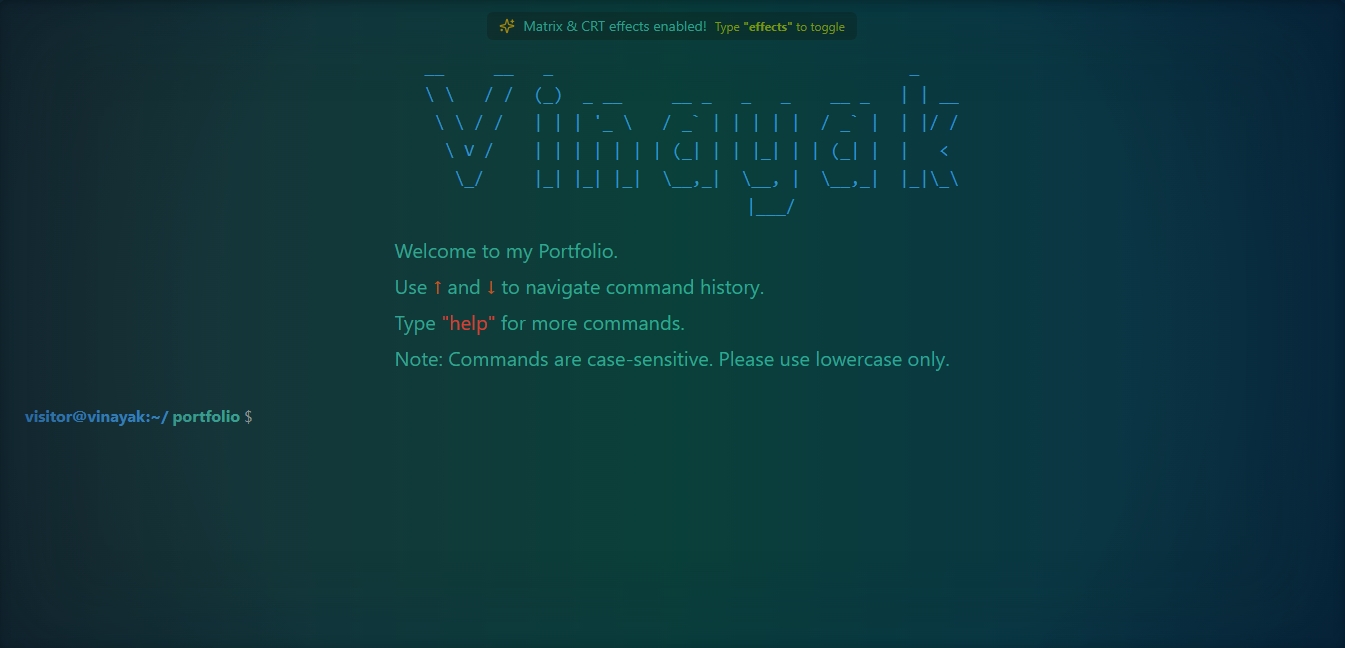 Matrix & CRT effects enabled! Type "effects" to toggle
Vinayak
Welcome to my Portfolio.
Use ↑ and ↓ to navigate command history.
Type "help" for more commands.
Note: Commands are case-sensitive. Please use lowercase only.
visitor@vinayak:~/ portfolio $